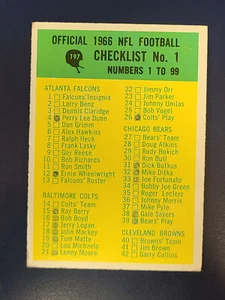 OFFICIAL 1966 NFL FOOTBALL
197
CHECKLIST No. 1
NUMBERS 1 TO 99
ATLANTA FALCONS
1 Falcons' Insignia
2 Larry Benz
3 Dennis Claridge
4 Perry Lee Dunn
5 Dan Grimm
6 Alex Hawkins
7 Ralph Heck
8 Frank Lasky
9 Guy Reese
10 Bob Richards
11 Ron Smith
12 Ernie Wheelwright
13 Falcons' Roster
BALTIMORE COLTS
14 Colts' Team
15 Ray Berry
16 Bob Boyd
17 Jerry Logan
18 John Mackey
19 Tom Matte
20 Lou Michaels
21 Lenny Moore
22 Jimmy Orr
23 Jim Parker
24 Johnny Unitas
25 Bob Vogel
26 Colts' Play
CHICAGO BEARS
27 Bears' Team
28 Doug Atkins
29 Rudy Bukich
30 Ron Bull
31 Dick Butkus
32 Mike Ditka
33 Joe Fortunato
34 Bobby Joe Green
35 Roger Leclerc
36 Johnny Morris
37 Mike Pyle
38 Gale Sayers
39 Bears' Play
CLEVELAND BROWNS
40 Browns' Team
41 Jim Brown
42 Gary Collins